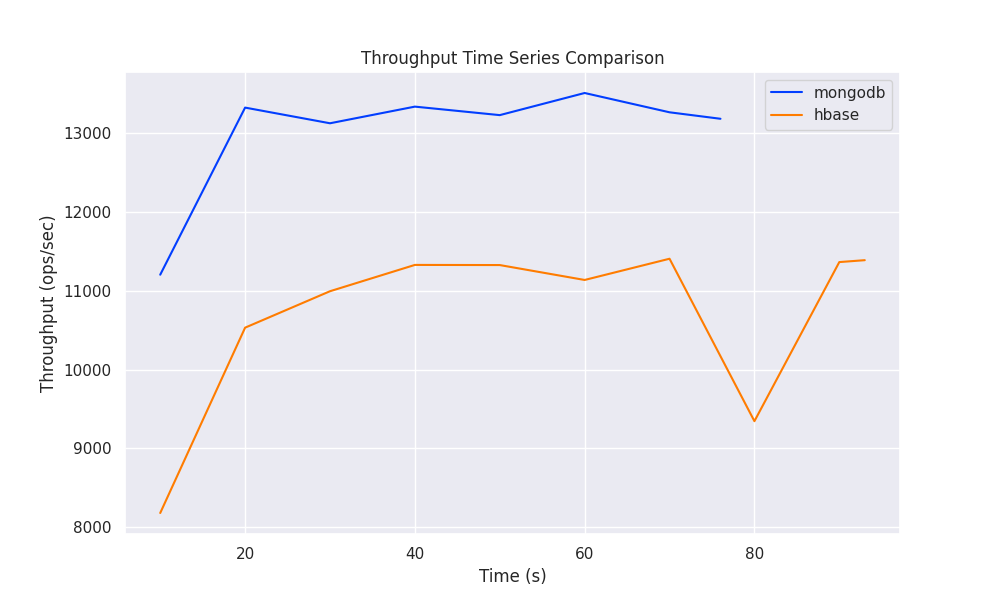 Throughput Time Series Comparison
mongodb
hbase
13000
12000
11000
10000
9000
8000
Throughput (ops/sec)
20 40 60 80
Time (s)